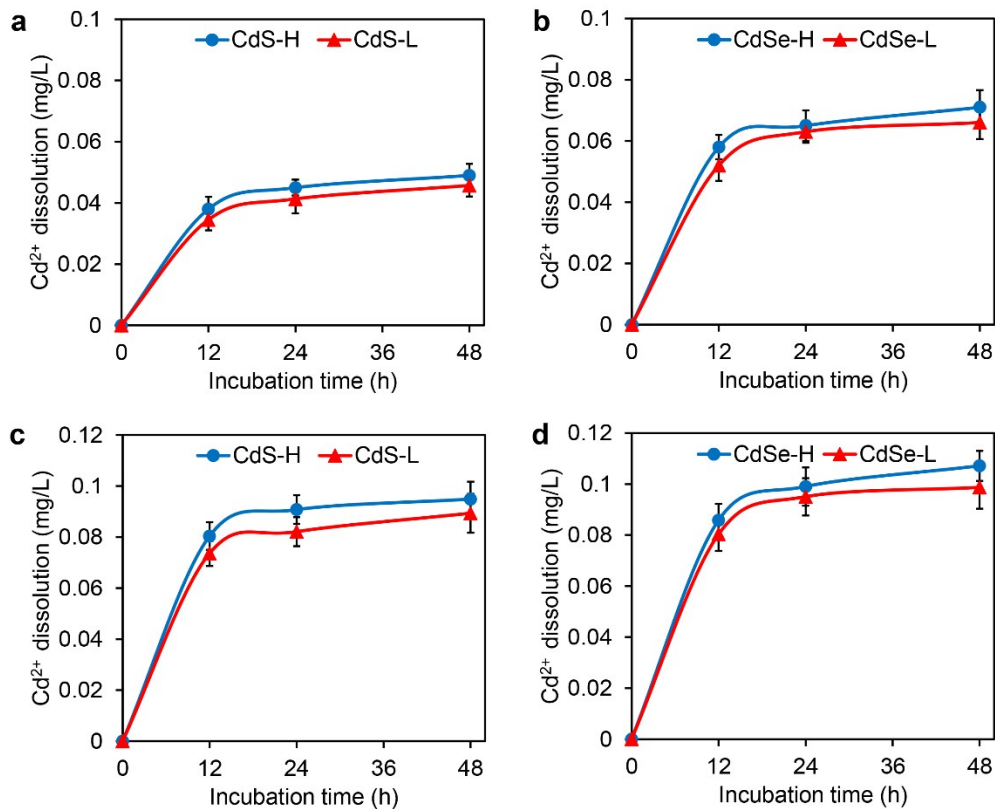 a
CdS-H CdS-L
Cd²⁺ dissolution (mg/L)
0.1
0.08
0.06
0.04
0.02
0
0 12 24 36 48
Incubation time (h)
b
CdSe-H CdSe-L
Cd²⁺ dissolution (mg/L)
0.1
0.08
0.06
0.04
0.02
0
0 12 24 36 48
Incubation time (h)
c
CdS-H CdS-L
Cd²⁺ dissolution (mg/L)
0.12
0.1
0.08
0.06
0.04
0.02
0
0 12 24 36 48
Incubation time (h)
d
CdSe-H CdSe-L
Cd²⁺ dissolution (mg/L)
0.12
0.1
0.08
0.06
0.04
0.02
0
0 12 24 36 48
Incubation time (h)